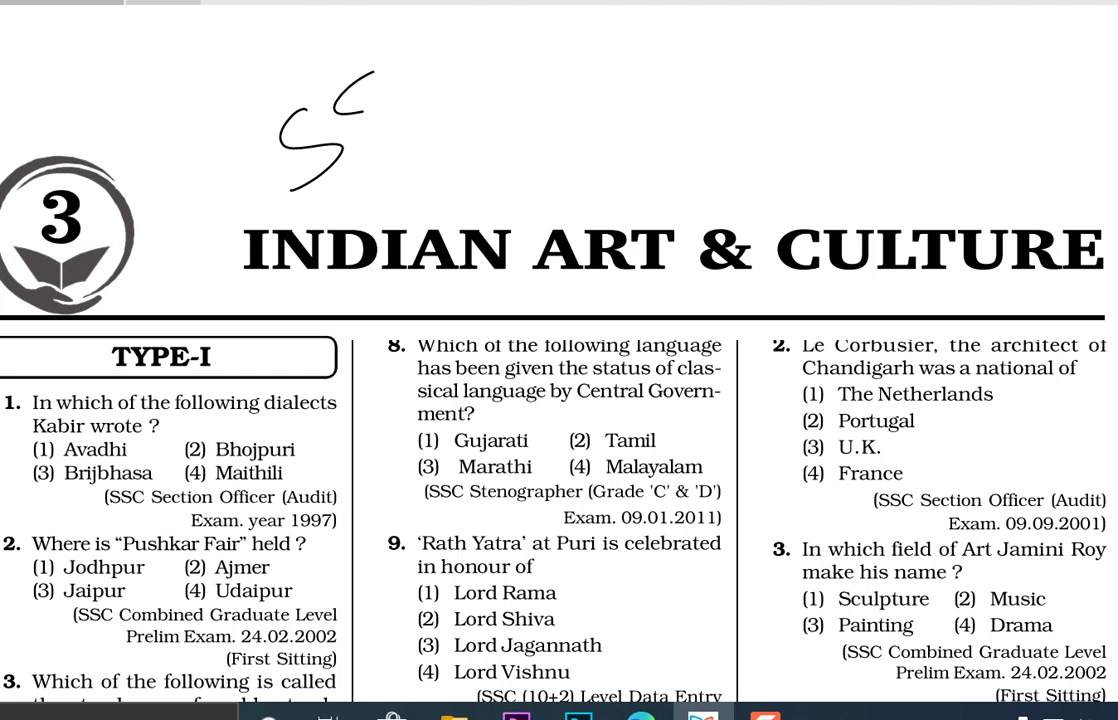 SC
3
INDIAN ART & CULTURE
TYPE-I
1. In which of the following dialects
Kabir wrote ?
(1) Avadhi (2) Bhojpuri
(3) Brijbhasa (4) Maithili
(SSC Section Officer (Audit)
Exam. year 1997)
2. Where is “Pushkar Fair” held ?
(1) Jodhpur (2) Ajmer
(3) Jaipur (4) Udaipur
(SSC Combined Graduate Level
Prelim Exam. 24.02.2002
(First Sitting)
3. Which of the following is called
8. Which of the following language
has been given the status of clas-
sical language by Central Govern-
ment?
(1) Gujarati (2) Tamil
(3) Marathi (4) Malayalam
(SSC Stenographer (Grade 'C' & 'D')
Exam. 09.01.2011)
9. ‘Rath Yatra’ at Puri is celebrated
in honour of
(1) Lord Rama
(2) Lord Shiva
(3) Lord Jagannath
(4) Lord Vishnu
(SSC (10+2) Level Data Entry
2. Le Corbusier, the architect of
Chandigarh was a national of
(1) The Netherlands
(2) Portugal
(3) U.K.
(4) France
(SSC Section Officer (Audit)
Exam. 09.09.2001)
3. In which field of Art Jamini Roy
make his name ?
(1) Sculpture (2) Music
(3) Painting (4) Drama
(SSC Combined Graduate Level
Prelim Exam. 24.02.2002
(First Sitting)